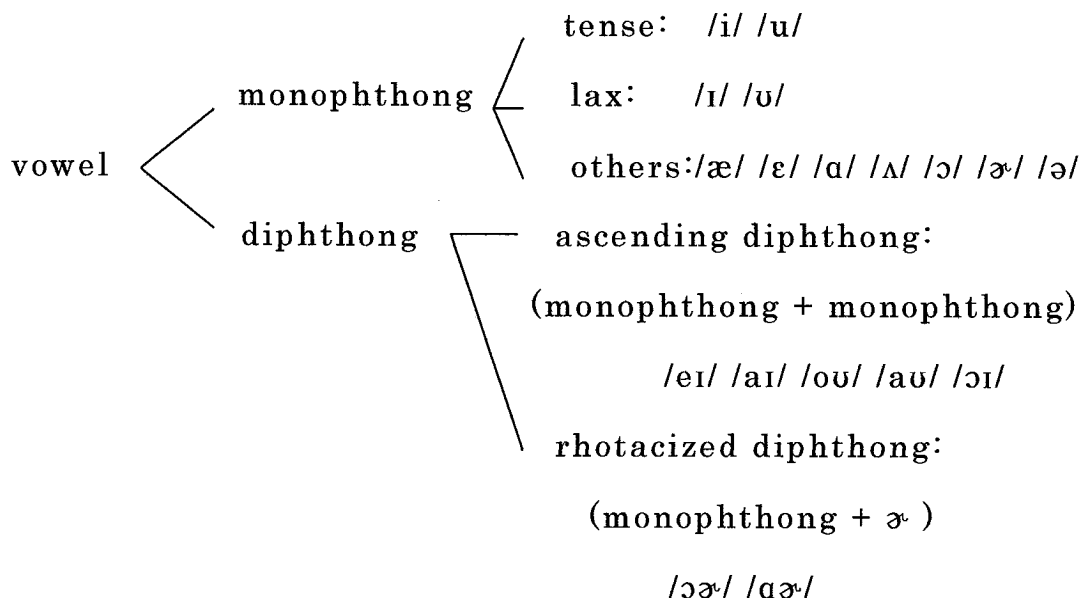 tense: /i/ /u/
monophthong
lax: /ɪ/ /ʊ/
vowel
others:/æ/ /ɛ/ /ɑ/ /ʌ/ /ɔ/ /ɚ/ /ə/
diphthong
ascending diphthong:
(monophthong + monophthong)
/eɪ/ /aɪ/ /oʊ/ /aʊ/ /ɔɪ/
rhotacized diphthong:
(monophthong + ɚ )
/ɔɚ/ /ɑɚ/